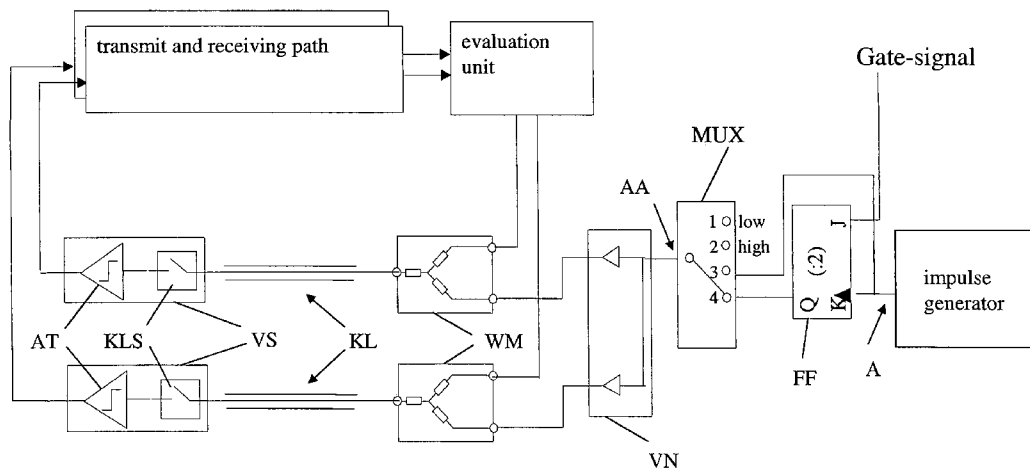 transmit and receiving path
evaluation
unit
Gate-signal
MUX
AA
1 low
2 high
3
4
J
(:2)
Q
K
impulse
generator
AT
KLS
VS
KL
WM
VN
FF
A